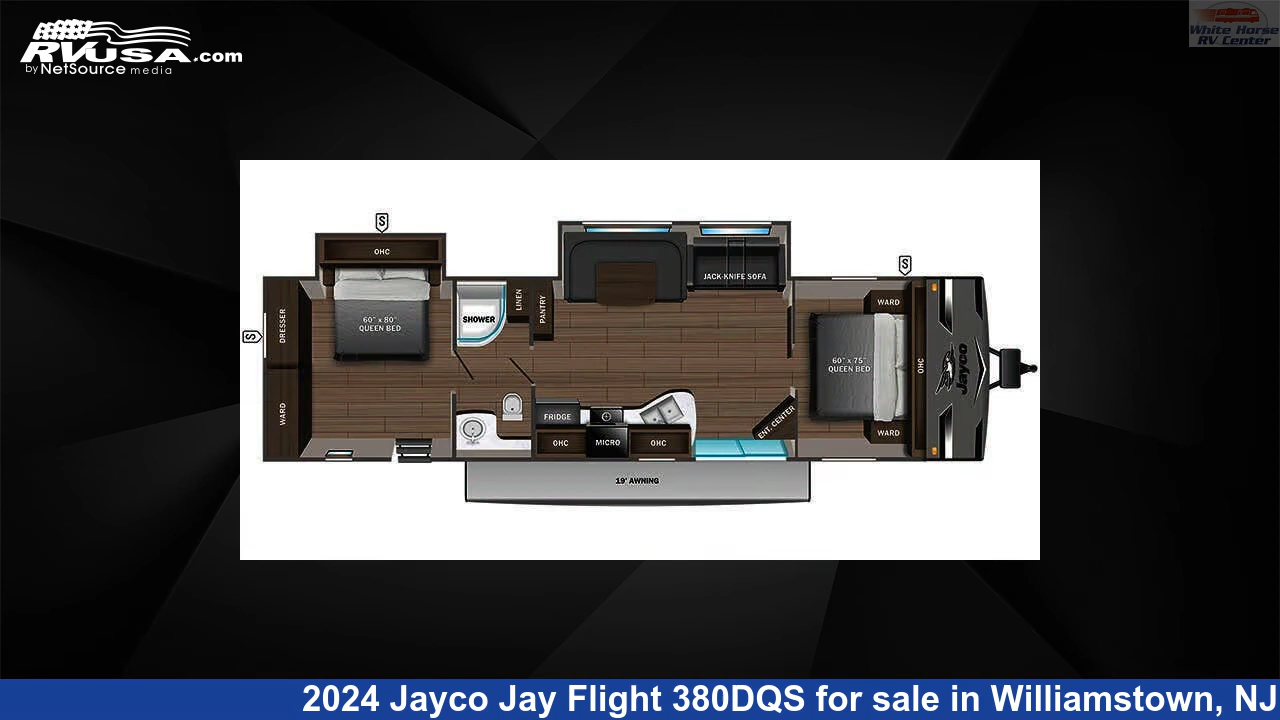 RVUSA.com
by NetSource media
White Horse
RV Center
S
OHC
S
JACK-KNIFE SOFA
S
DRESSER
60" x 80"
QUEEN BED
SHOWER
LINEN
PANTRY
WARD
60" x 75"
QUEEN BED
OHC
Jayco
WARD
FRIDGE
OHC
MICRO
OHC
ENT. CENTER
WARD
19' AWNING
2024 Jayco Jay Flight 380DQS for sale in Williamstown, NJ